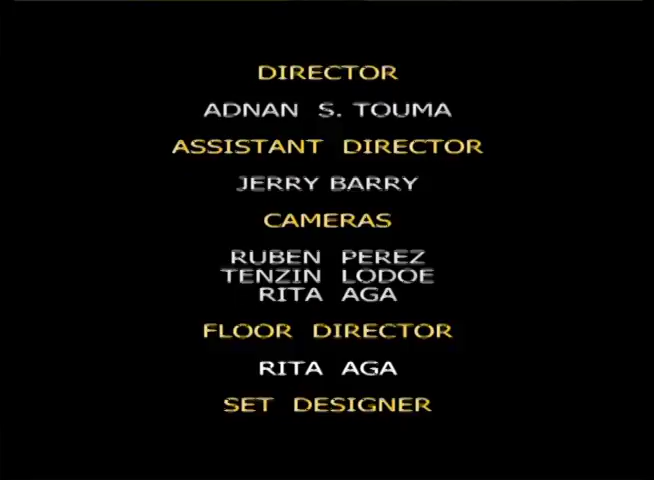 DIRECTOR
ADNAN S. TOUMA
ASSISTANT DIRECTOR
JERRY BARRY
CAMERAS
RUBEN PEREZ
TENZIN LODOE
RITA AGA
FLOOR DIRECTOR
RITA AGA
SET DESIGNER